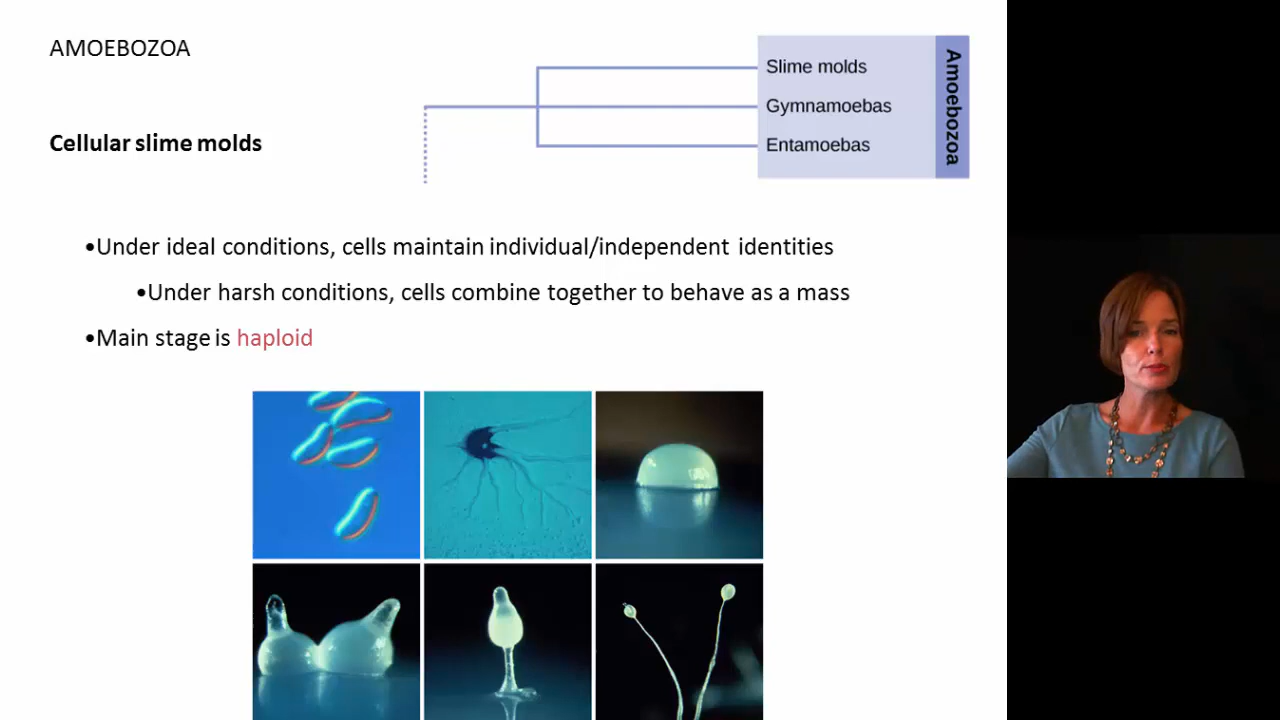 AMOEBOZOA
Slime molds
Gymnamoebas
Entamoebas
Amoebozoa
Cellular slime molds
•Under ideal conditions, cells maintain individual/independent identities
•Under harsh conditions, cells combine together to behave as a mass
•Main stage is haploid